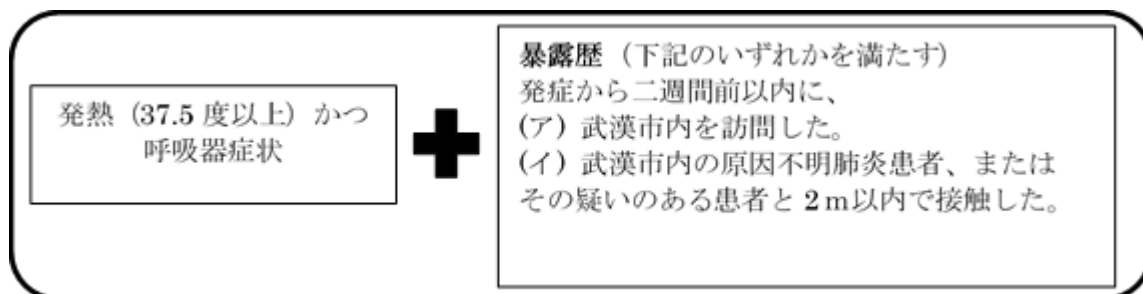 発熱（37.5 度以上）かつ
呼吸器症状
暴露歴（下記のいずれかを満たす）
発症から二週間前以内に、
(ア）武漢市内を訪問した。
(イ）武漢市内の原因不明肺炎患者、または
その疑いのある患者と 2 m以内で接触した。